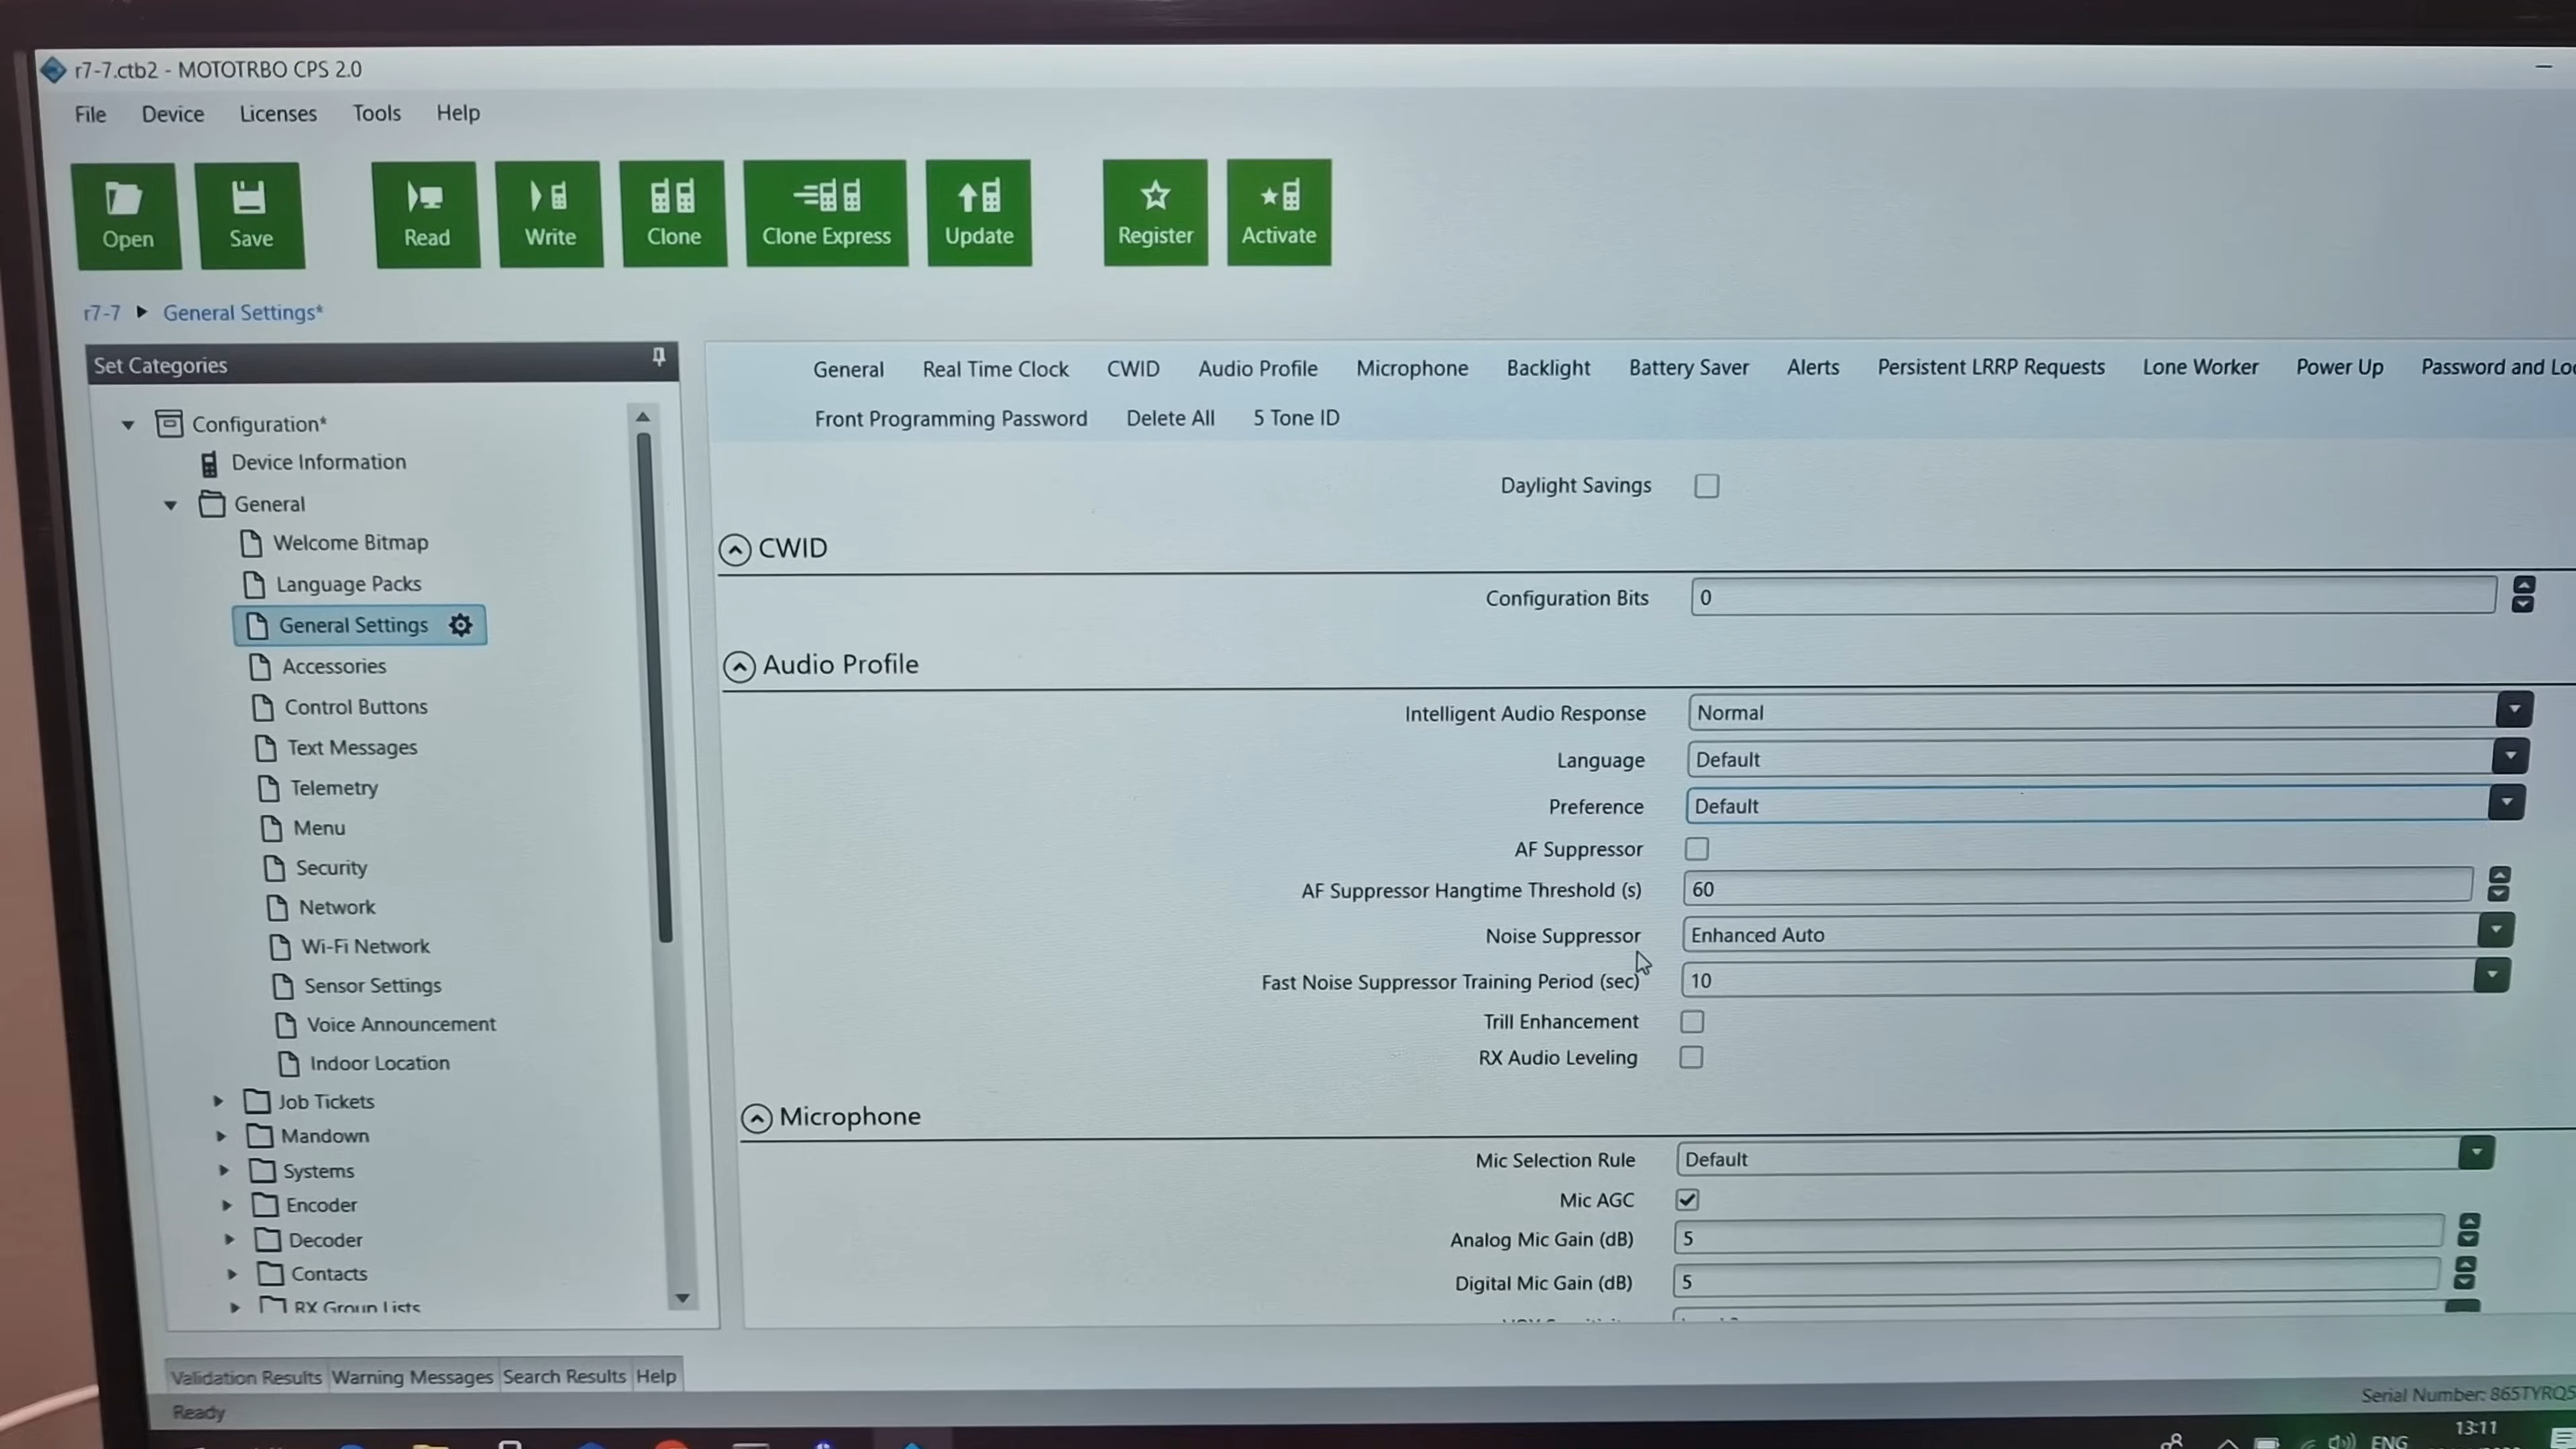 r7-7.ctb2 - MOTOTRBO CPS 2.0
File Device Licenses Tools Help
Open Save Read Write Clone Clone Express Update Register Activate
r7-7 General Settings*
Set Categories
Configuration*
Device Information
General
Welcome Bitmap
Language Packs
General Settings
Accessories
Control Buttons
Text Messages
Telemetry
Menu
Security
Network
Wi-Fi Network
Sensor Settings
Voice Announcement
Indoor Location
Job Tickets
Mandown
Systems
Encoder
Decoder
Contacts
RX Group Lists
General Real Time Clock CWID Audio Profile Microphone Backlight Battery Saver Alerts Persistent LRRP Requests Lone Worker Power Up Password and
Front Programming Password Delete All 5 Tone ID
Daylight Savings
CWID
Configuration Bits 0
Audio Profile
Intelligent Audio Response Normal
Language Default
Preference Default
AF Suppressor
AF Suppressor Hangtime Threshold (s) 60
Noise Suppressor Enhanced Auto
Fast Noise Suppressor Training Period (sec) 10
Trill Enhancement
RX Audio Leveling
Microphone
Mic Selection Rule Default
Mic AGC
Analog Mic Gain (dB) 5
Digital Mic Gain (dB) 5
Validation Results Warning Messages Search Results Help
Ready
Serial Number: 865TYRQ5
ENG
13:11